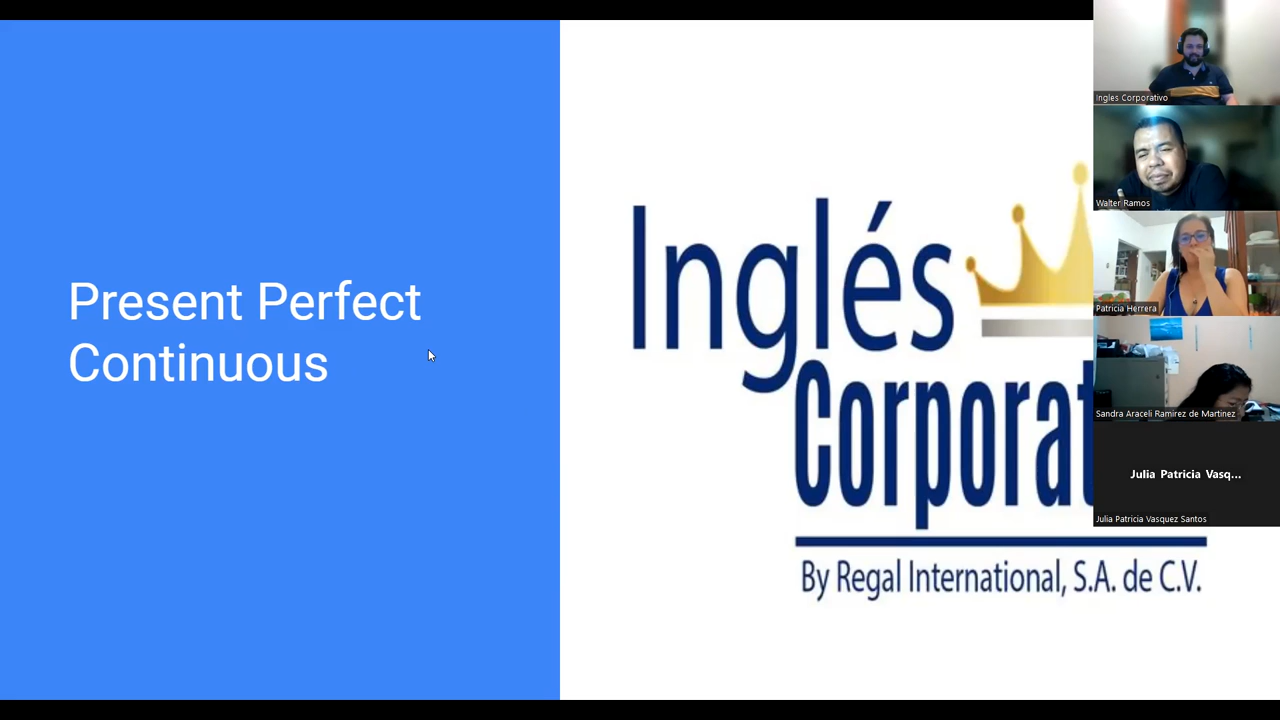 Present Perfect
Continuous
Inglés
Corporat
By Regal International, S.A. de C.V.
Ingles Corporativo
Walter Ramos
Patricia Herrera
Sandra Araceli Ramirez de Martinez
Julia Patricia Vasq...
Julia Patricia Vasquez Santos